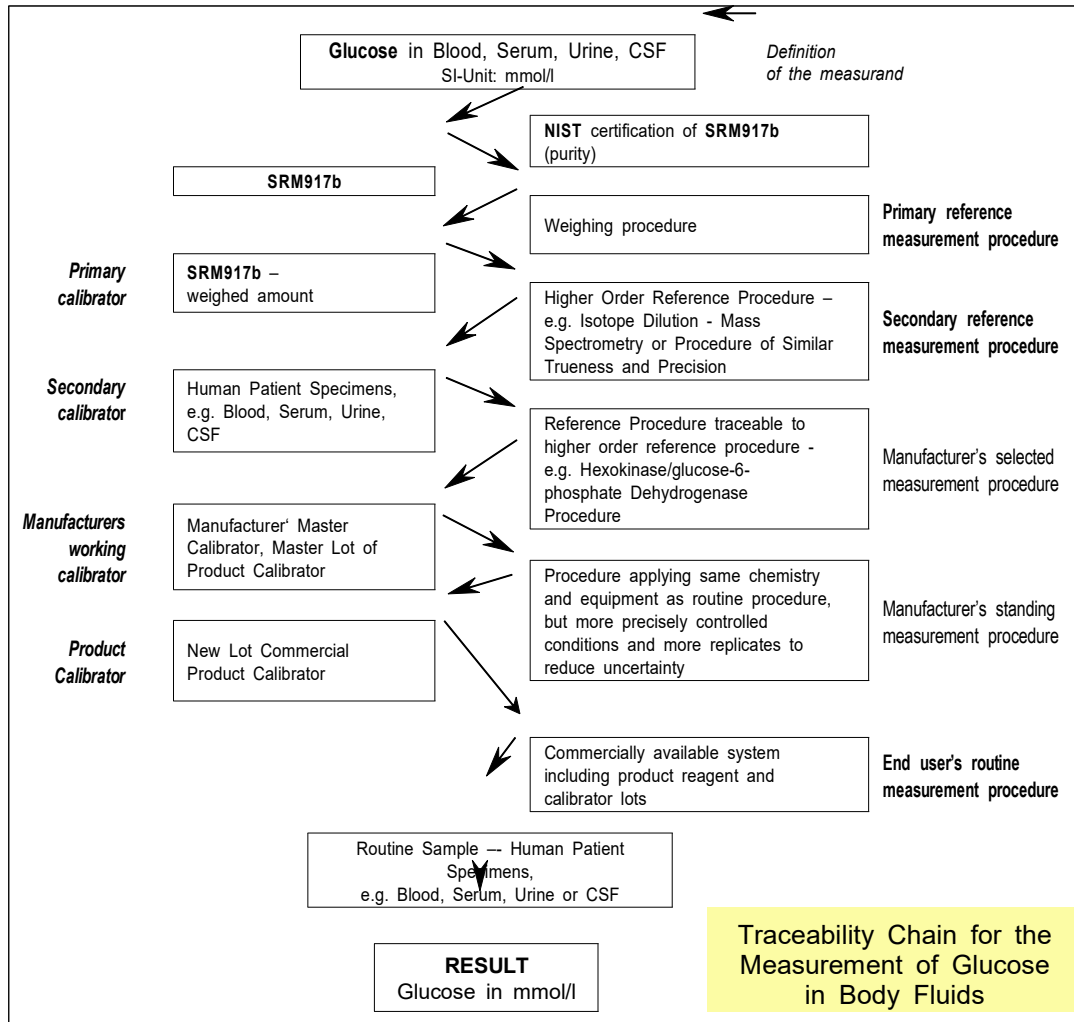 Glucose in Blood, Serum, Urine, CSF
SI-Unit: mmol/l
Definition
of the measurand
NIST certification of SRM917b
(purity)
SRM917b
Weighing procedure
Primary reference
measurement procedure
Primary
calibrator
SRM917b –
weighed amount
Higher Order Reference Procedure –
e.g. Isotope Dilution - Mass
Spectrometry or Procedure of Similar
Trueness and Precision
Secondary reference
measurement procedure
Secondary
calibrator
Human Patient Specimens,
e.g. Blood, Serum, Urine,
CSF
Reference Procedure traceable to
higher order reference procedure -
e.g. Hexokinase/glucose-6-
phosphate Dehydrogenase
Procedure
Manufacturer's selected
measurement procedure
Manufacturers
working
calibrator
Manufacturer‘ Master
Calibrator, Master Lot of
Product Calibrator
Procedure applying same chemistry
and equipment as routine procedure,
but more precisely controlled
conditions and more replicates to
reduce uncertainty
Manufacturer's standing
measurement procedure
Product
Calibrator
New Lot Commercial
Product Calibrator
Commercially available system
including product reagent and
calibrator lots
End user's routine
measurement procedure
Routine Sample –- Human Patient
Specimens,
e.g. Blood, Serum, Urine or CSF
RESULT
Glucose in mmol/l
Traceability Chain for the
Measurement of Glucose
in Body Fluids